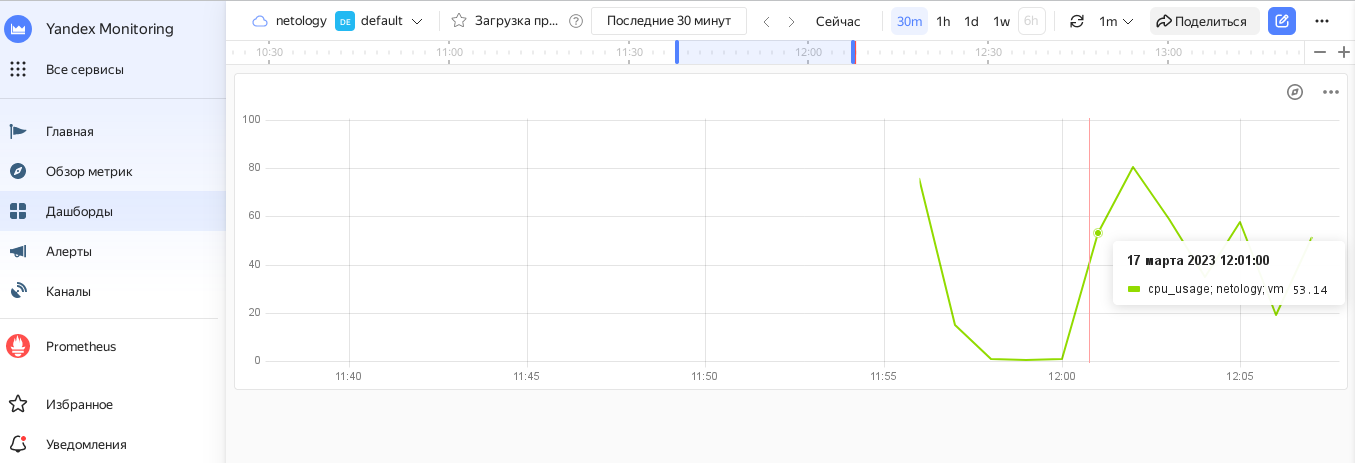 Yandex Monitoring
Все сервисы
Главная
Обзор метрик
Дашборды
Алерты
Каналы
Prometheus
Избранное
Уведомления
netology DE default Загрузка пр... ? Последние 30 минут Сейчас 30m 1h 1d 1w 6h 1m Поделиться
10:30 11:00 11:30 12:00 12:30 13:00
100
80
60
40
20
0
17 марта 2023 12:01:00
cpu_usage; netology; vm 53.14
11:40 11:45 11:50 11:55 12:00 12:05